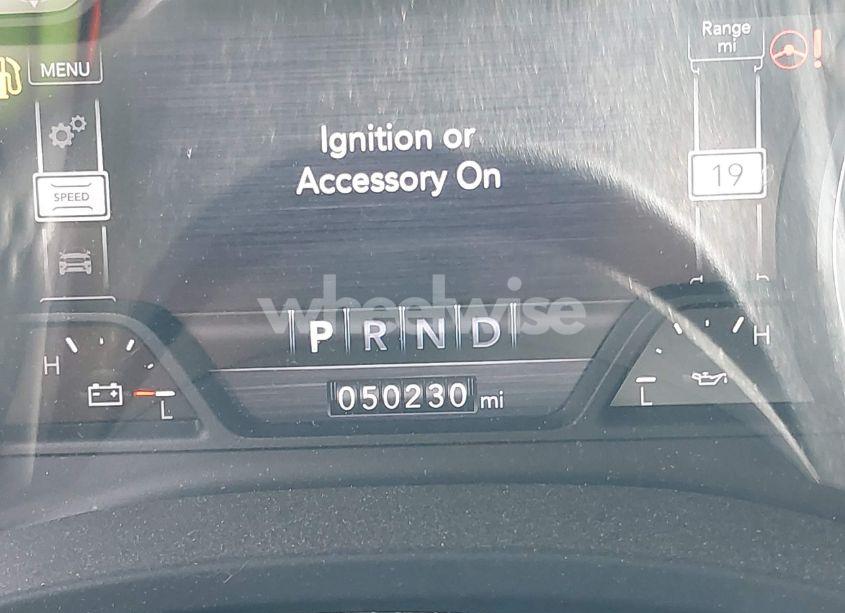 MENU
Range
mi
Ignition or
Accessory On
SPEED
19
wheelwise
P R N D
H
H
L
L
050230 mi